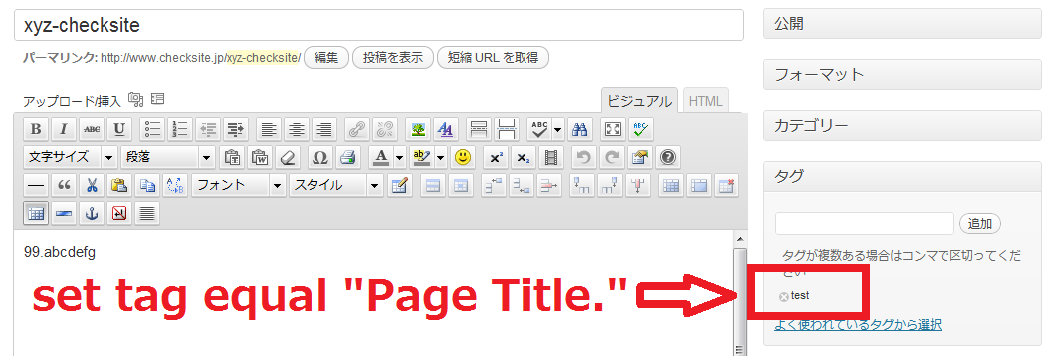 xyz-checksite
公開
パーマリンク: http://www.checksite.jp/xyz-checksite/ 編集 投稿を表示 短縮 URL を取得
フォーマット
アップロード/挿入
ビジュアル HTML
カテゴリー
B I ABC U ABC
文字サイズ 段落 T W Ω A ab x² x₂
フォント スタイル
タグ
追加
タグが複数ある場合はコンマで区切ってください
99.abcdefg
set tag equal "Page Title."
test
よく使われているタグから選択